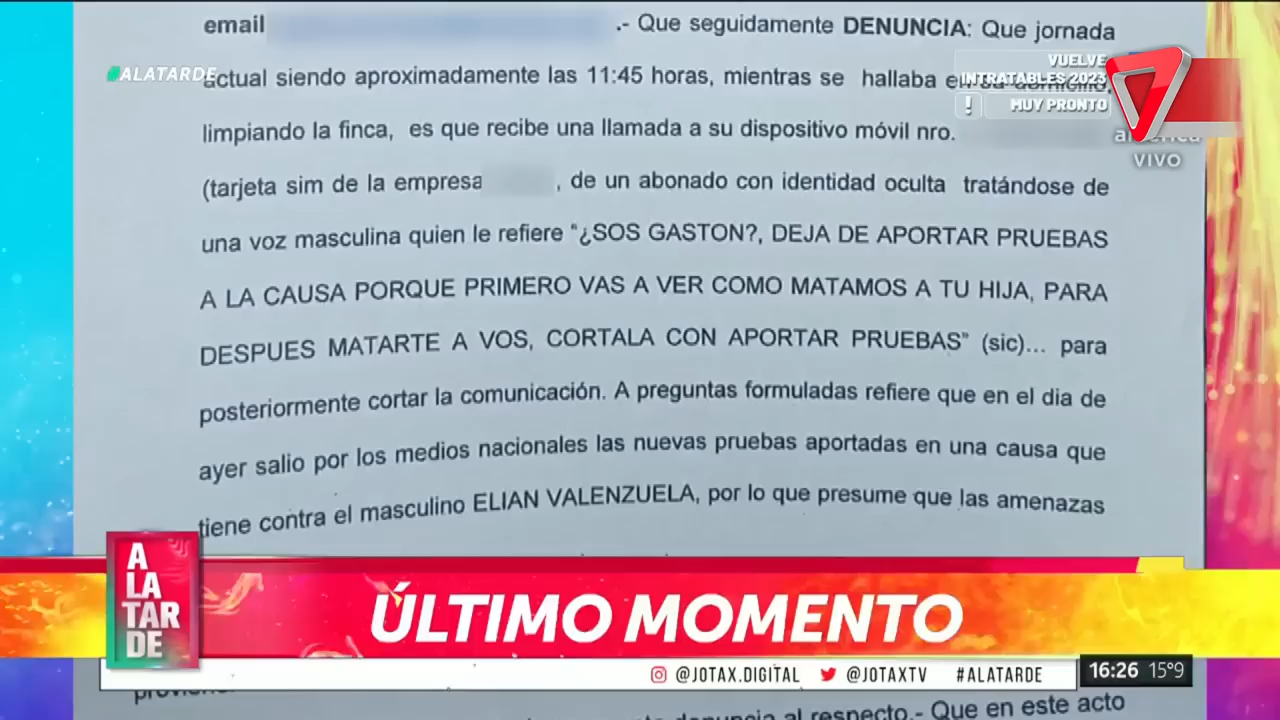 email .- Que seguidamente DENUNCIA: Que jornada
#ALATARDE
actual siendo aproximadamente las 11:45 horas, mientras se hallaba en su domicilio,
VUELVE
INTRATABLES 2023
! MUY PRONTO
limpiando la finca, es que recibe una llamada a su dispositivo móvil nro.
américa
VIVO
(tarjeta sim de la empresa , de un abonado con identidad oculta tratándose de
una voz masculina quien le refiere "¿SOS GASTON?, DEJA DE APORTAR PRUEBAS
A LA CAUSA PORQUE PRIMERO VAS A VER COMO MATAMOS A TU HIJA, PARA
DESPUES MATARTE A VOS, CORTALA CON APORTAR PRUEBAS" (sic)... para
posteriormente cortar la comunicación. A preguntas formuladas refiere que en el dia de
ayer salio por los medios nacionales las nuevas pruebas aportadas en una causa que
tiene contra el masculino ELIAN VALENZUELA, por lo que presume que las amenazas
A
LA
TAR
DE
ÚLTIMO MOMENTO
@JOTAX.DIGITAL @JOTAXTV #ALATARDE
16:26 15º9
denuncia al respecto.- Que en este acto